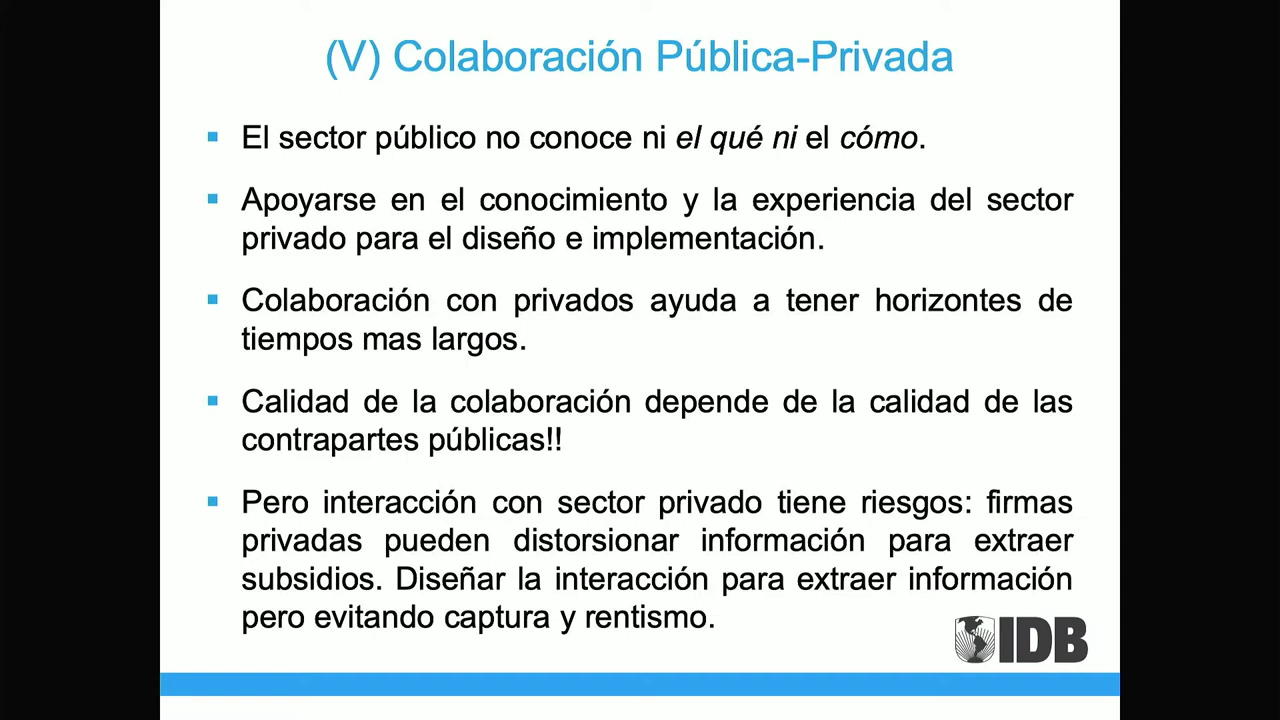 (V) Colaboración Pública-Privada
El sector público no conoce ni el qué ni el cómo.
Apoyarse en el conocimiento y la experiencia del sector
privado para el diseño e implementación.
Colaboración con privados ayuda a tener horizontes de
tiempos mas largos.
Calidad de la colaboración depende de la calidad de las
contrapartes públicas!!
Pero interacción con sector privado tiene riesgos: firmas
privadas pueden distorsionar información para extraer
subsidios. Diseñar la interacción para extraer información
pero evitando captura y rentismo.
IDB